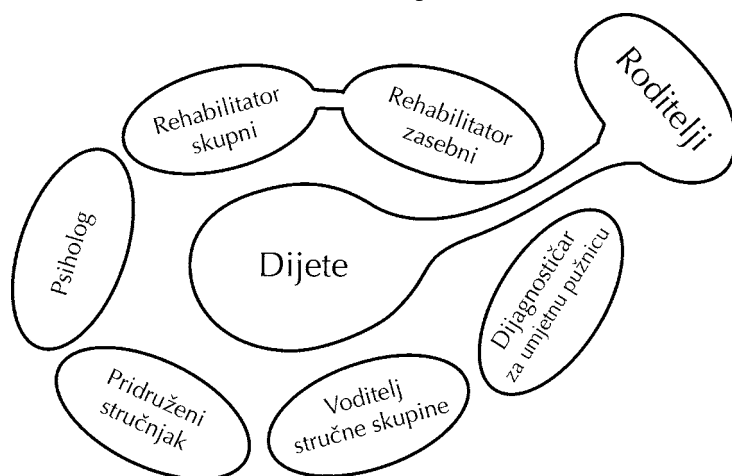 Roditelji
Rehabilitator
skupni
Rehabilitator
zasebni
Psiholog
Dijete
Dijagnostičar
za umjetnu pužnicu
Pridruženi
stručnjak
Voditelj
stručne skupine